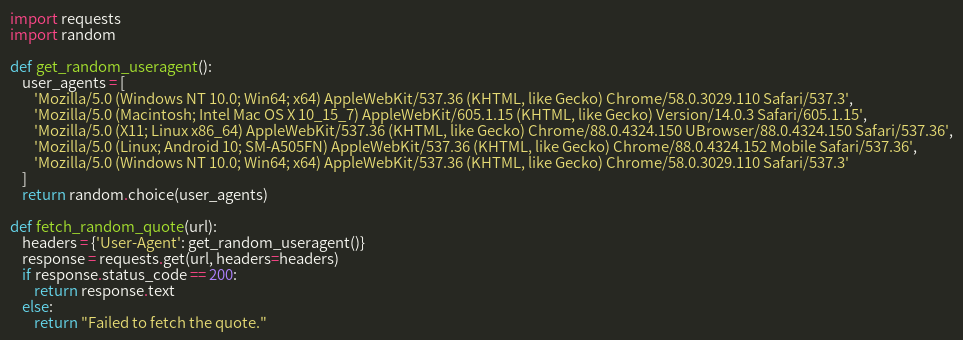 import requests
import random

def get_random_useragent():
    user_agents = [
        'Mozilla/5.0 (Windows NT 10.0; Win64; x64) AppleWebKit/537.36 (KHTML, like Gecko) Chrome/58.0.3029.110 Safari/537.3',
        'Mozilla/5.0 (Macintosh; Intel Mac OS X 10_15_7) AppleWebKit/605.1.15 (KHTML, like Gecko) Version/14.0.3 Safari/605.1.15',
        'Mozilla/5.0 (X11; Linux x86_64) AppleWebKit/537.36 (KHTML, like Gecko) Chrome/88.0.4324.150 UBrowser/88.0.4324.150 Safari/537.36',
        'Mozilla/5.0 (Linux; Android 10; SM-A505FN) AppleWebKit/537.36 (KHTML, like Gecko) Chrome/88.0.4324.152 Mobile Safari/537.36',
        'Mozilla/5.0 (Windows NT 10.0; Win64; x64) AppleWebKit/537.36 (KHTML, like Gecko) Chrome/58.0.3029.110 Safari/537.3'
    ]
    return random.choice(user_agents)

def fetch_random_quote(url):
    headers = {'User-Agent': get_random_useragent()}
    response = requests.get(url, headers=headers)
    if response.status_code == 200:
        return response.text
    else:
        return "Failed to fetch the quote."